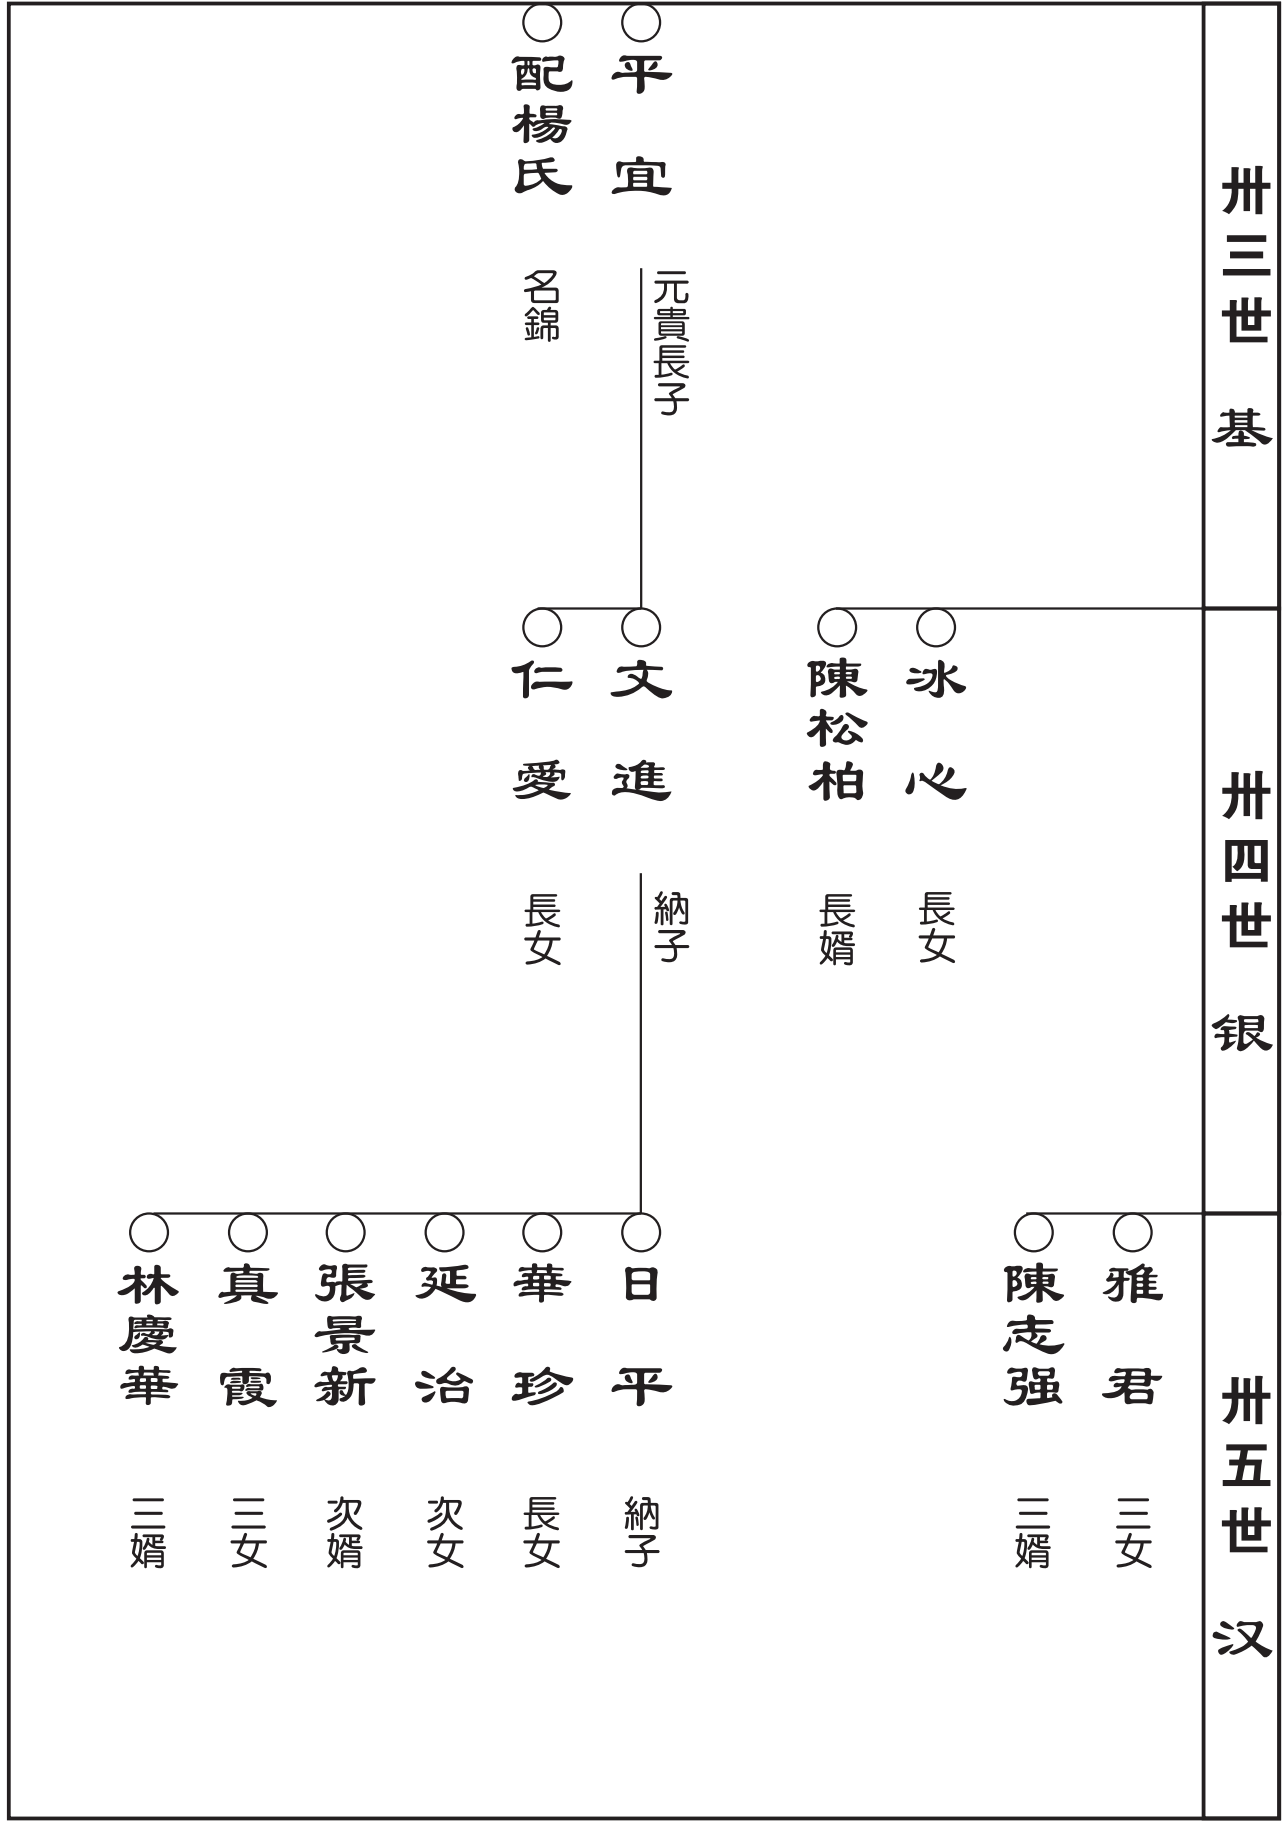 卅三世 基
平宜
元貴長子
配楊氏
名錦
卅四世 银
冰心
長女
陳松柏
長婿
文進
納子
仁愛
長女
卅五世 汉
雅君
三女
陳志强
三婿
日平
納子
華珍
長女
延治
次女
張景新
次婿
真霞
三女
林慶華
三婿